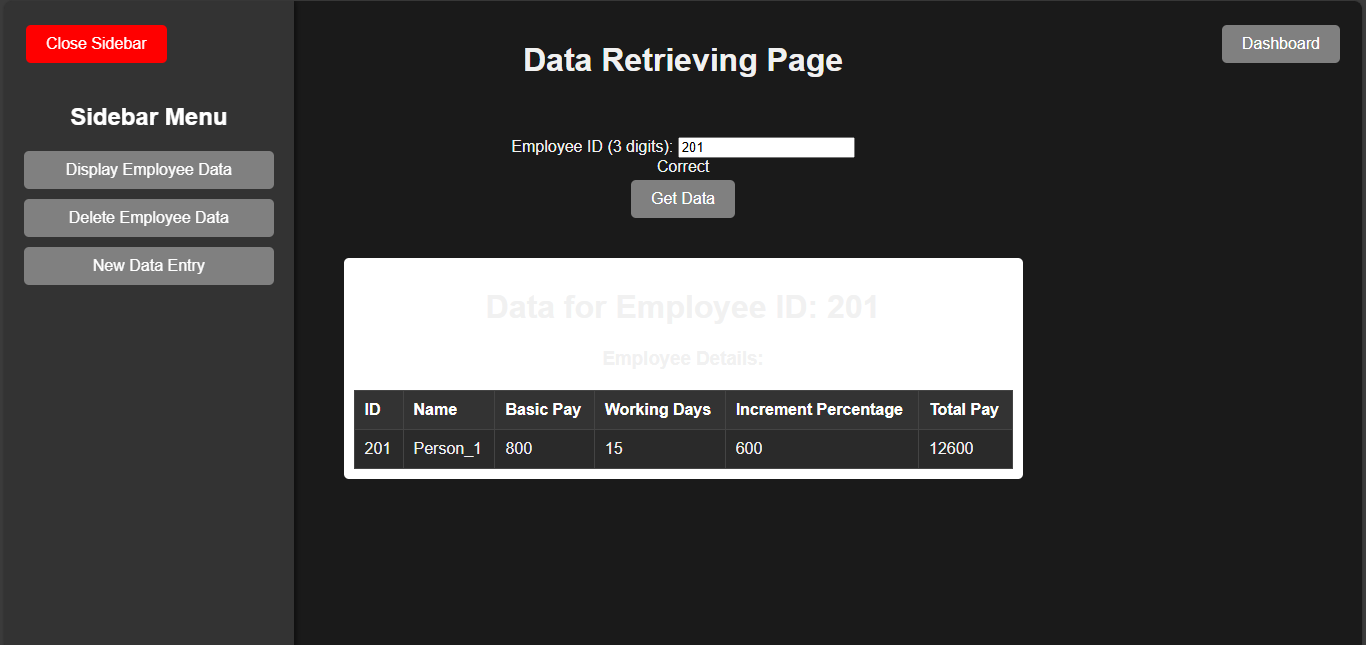 Close Sidebar
Sidebar Menu
Display Employee Data
Delete Employee Data
New Data Entry
Data Retrieving Page
Dashboard
Employee ID (3 digits): 201
Correct
Get Data
Data for Employee ID: 201
Employee Details:
ID Name Basic Pay Working Days Increment Percentage Total Pay
201 Person_1 800 15 600 12600